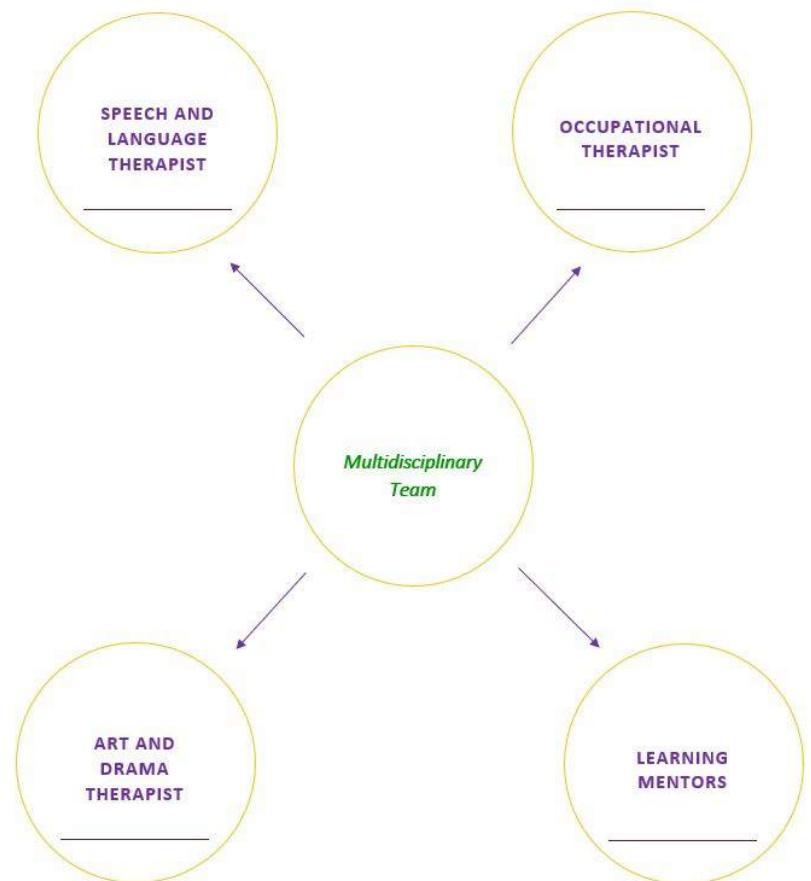 SPEECH AND
LANGUAGE
THERAPIST
OCCUPATIONAL
THERAPIST
Multidisciplinary
Team
ART AND
DRAMA
THERAPIST
LEARNING
MENTORS